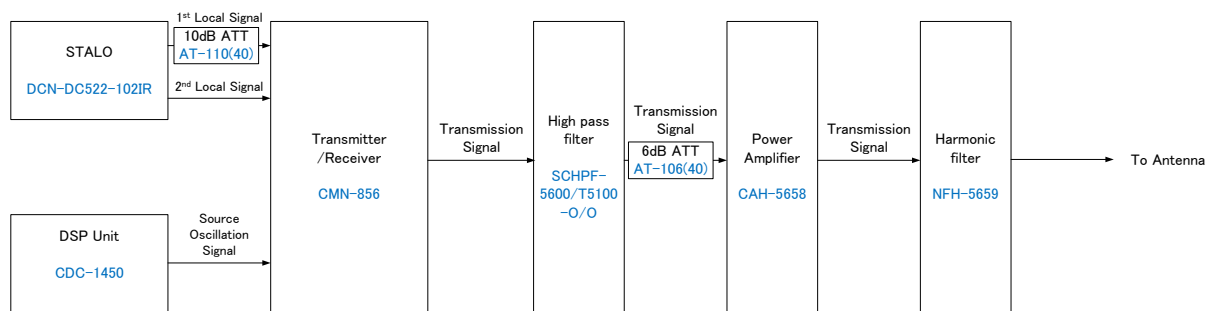 1st Local Signal
10dB ATT
AT-110(40)
STALO
DCN-DC522-102IR
2nd Local Signal
DSP Unit
CDC-1450
Source
Oscillation
Signal
Transmitter
/Receiver
CMN-856
Transmission
Signal
High pass
filter
SCHPF-
5600/T5100
-O/O
Transmission
Signal
6dB ATT
AT-106(40)
Power
Amplifier
CAH-5658
Transmission
Signal
Harmonic
filter
NFH-5659
To Antenna